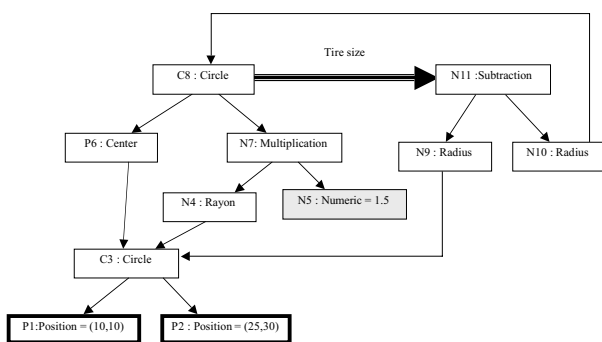 Tire size
C8 : Circle
N11 :Subtraction
P6 : Center
N7: Multiplication
N9 : Radius
N10 : Radius
N4 : Rayon
N5 : Numeric = 1.5
C3 : Circle
P1:Position = (10,10)
P2 : Position = (25,30)